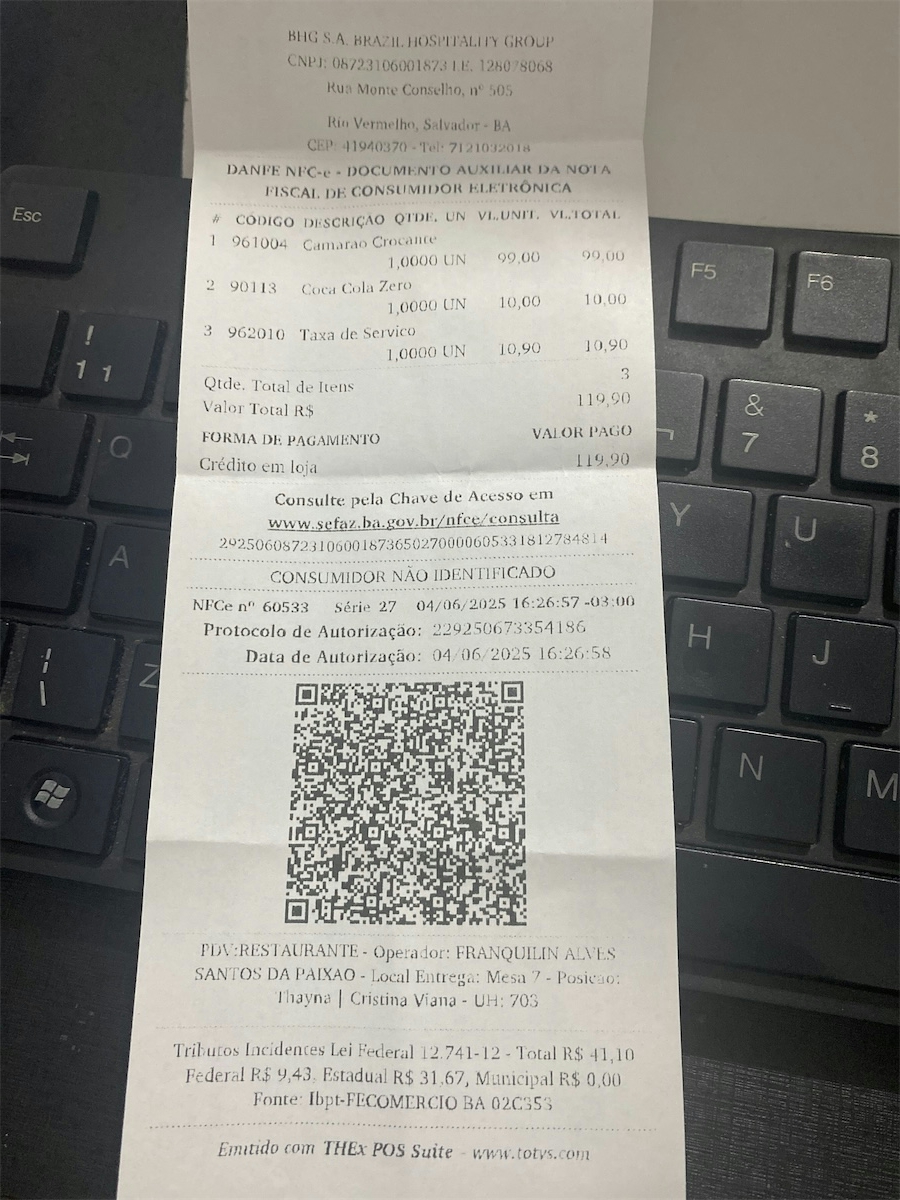 BHG S.A. BRAZIL HOSPITALITY GROUP
CNPJ: 08723106001873 I.E. 128078068
Rua Monte Conselho, nº 505
Rio Vermelho, Salvador - BA
CEP: 41940370 - Tel: 7121032018
DANFE NFC-e - DOCUMENTO AUXILIAR DA NOTA
FISCAL DE CONSUMIDOR ELETRÔNICA
# CÓDIGO DESCRIÇÃO QTDE. UN VL.UNIT. VL.TOTAL
1 961004 Camarao Crocante
1,0000 UN 99,00 99,00
2 90113 Coca Cola Zero
1,0000 UN 10,00 10,00
3 962010 Taxa de Servico
1,0000 UN 10,90 10,90
Qtde. Total de Itens 3
Valor Total R$ 119,90
FORMA DE PAGAMENTO VALOR PAGO
Crédito em loja 119,90
Consulte pela Chave de Acesso em
www.sefaz.ba.gov.br/nfce/consulta
29250608723106001873650270000605331812784814
CONSUMIDOR NÃO IDENTIFICADO
NFCe nº 60533 Série 27 04/06/2025 16:26:57 -03:00
Protocolo de Autorização: 229250673354186
Data de Autorização: 04/06/2025 16:26:58
PDV:RESTAURANTE - Operador: FRANQUILIN ALVES
SANTOS DA PAIXAO - Local Entrega: Mesa 7 - Posicao:
Thayna | Cristina Viana - UH: 703
Tributos Incidentes Lei Federal 12.741-12 - Total R$ 41,10
Federal R$ 9,43, Estadual R$ 31,67, Municipal R$ 0,00
Fonte: Ibpt-FECOMERCIO BA 02C353
Emitido com THEx POS Suite - www.totvs.com
Esc
F5
F6
!
1 1
&
7
*
8
Q
Y
U
A
H
J
|
\
Z
N
M